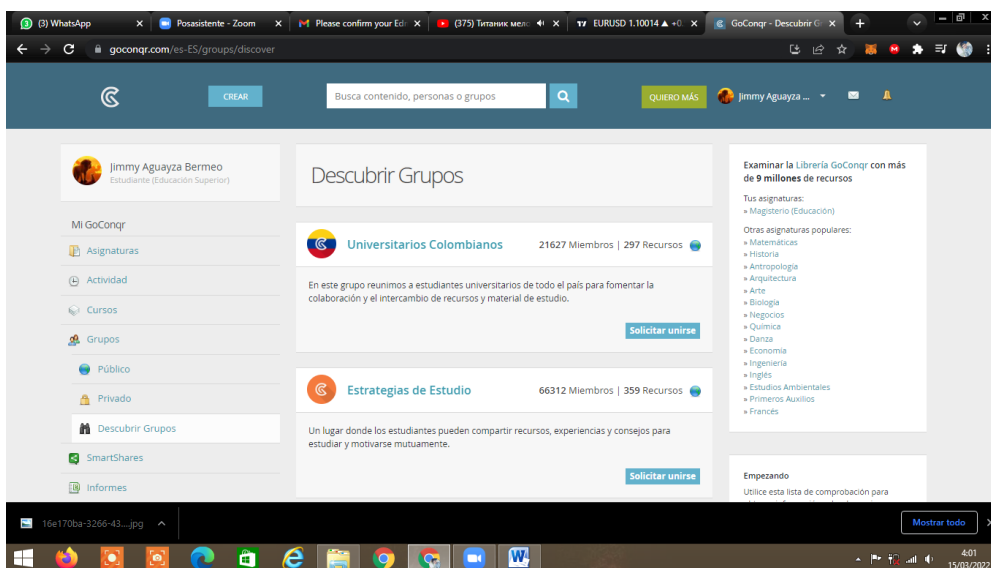 (3) WhatsApp
Posasistente - Zoom
Please confirm your Edi
(375) Титаник мело
EURUSD 1.10014 ▲ +0.
GoConqr - Descubrir G
goconqr.com/es-ES/groups/discover
CREAR
Busca contenido, personas o grupos
QUIERO MÁS
Jimmy Aguayza ...
Jimmy Aguayza Bermeo
Estudiante (Educación Superior)
Mi GoConqr
Asignaturas
Actividad
Cursos
Grupos
Público
Privado
Descubrir Grupos
SmartShares
Informes
Descubrir Grupos
Universitarios Colombianos
21627 Miembros | 297 Recursos
En este grupo reunimos a estudiantes universitarios de todo el país para fomentar la
colaboración y el intercambio de recursos y material de estudio.
Solicitar unirse
Estrategias de Estudio
66312 Miembros | 359 Recursos
Un lugar donde los estudiantes pueden compartir recursos, experiencias y consejos para
estudiar y motivarse mutuamente.
Solicitar unirse
Examinar la Librería GoConqr con más
de 9 millones de recursos
Tus asignaturas:
» Magisterio (Educación)
Otras asignaturas populares:
» Matemáticas
» Historia
» Antropología
» Arquitectura
» Arte
» Biología
» Negocios
» Química
» Danza
» Economía
» Ingeniería
» Inglés
» Estudios Ambientales
» Primeros Auxilios
» Francés
Empezando
Utilice esta lista de comprobación para
16e170ba-3266-43....jpg
Mostrar todo
4:01
15/03/2022